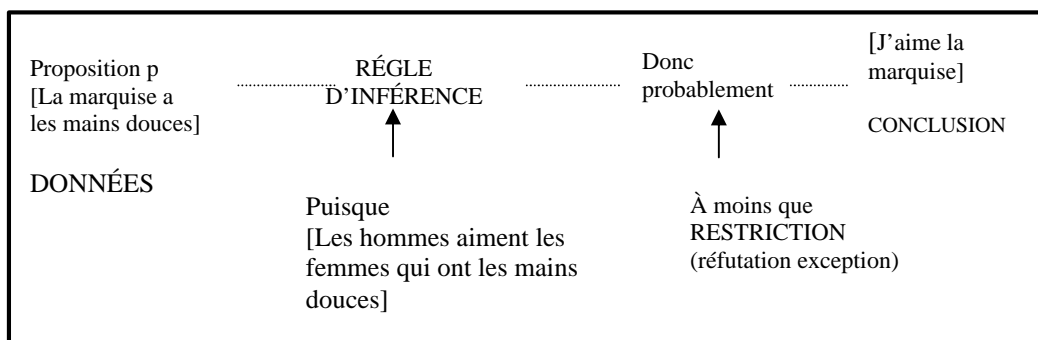 Proposition p
[La marquise a
les mains douces]
DONNÉES
RÉGLE
D’INFÉRENCE
Puisque
[Les hommes aiment les
femmes qui ont les mains
douces]
Donc
probablement
À moins que
RESTRICTION
(réfutation exception)
[J’aime la
marquise]
CONCLUSION